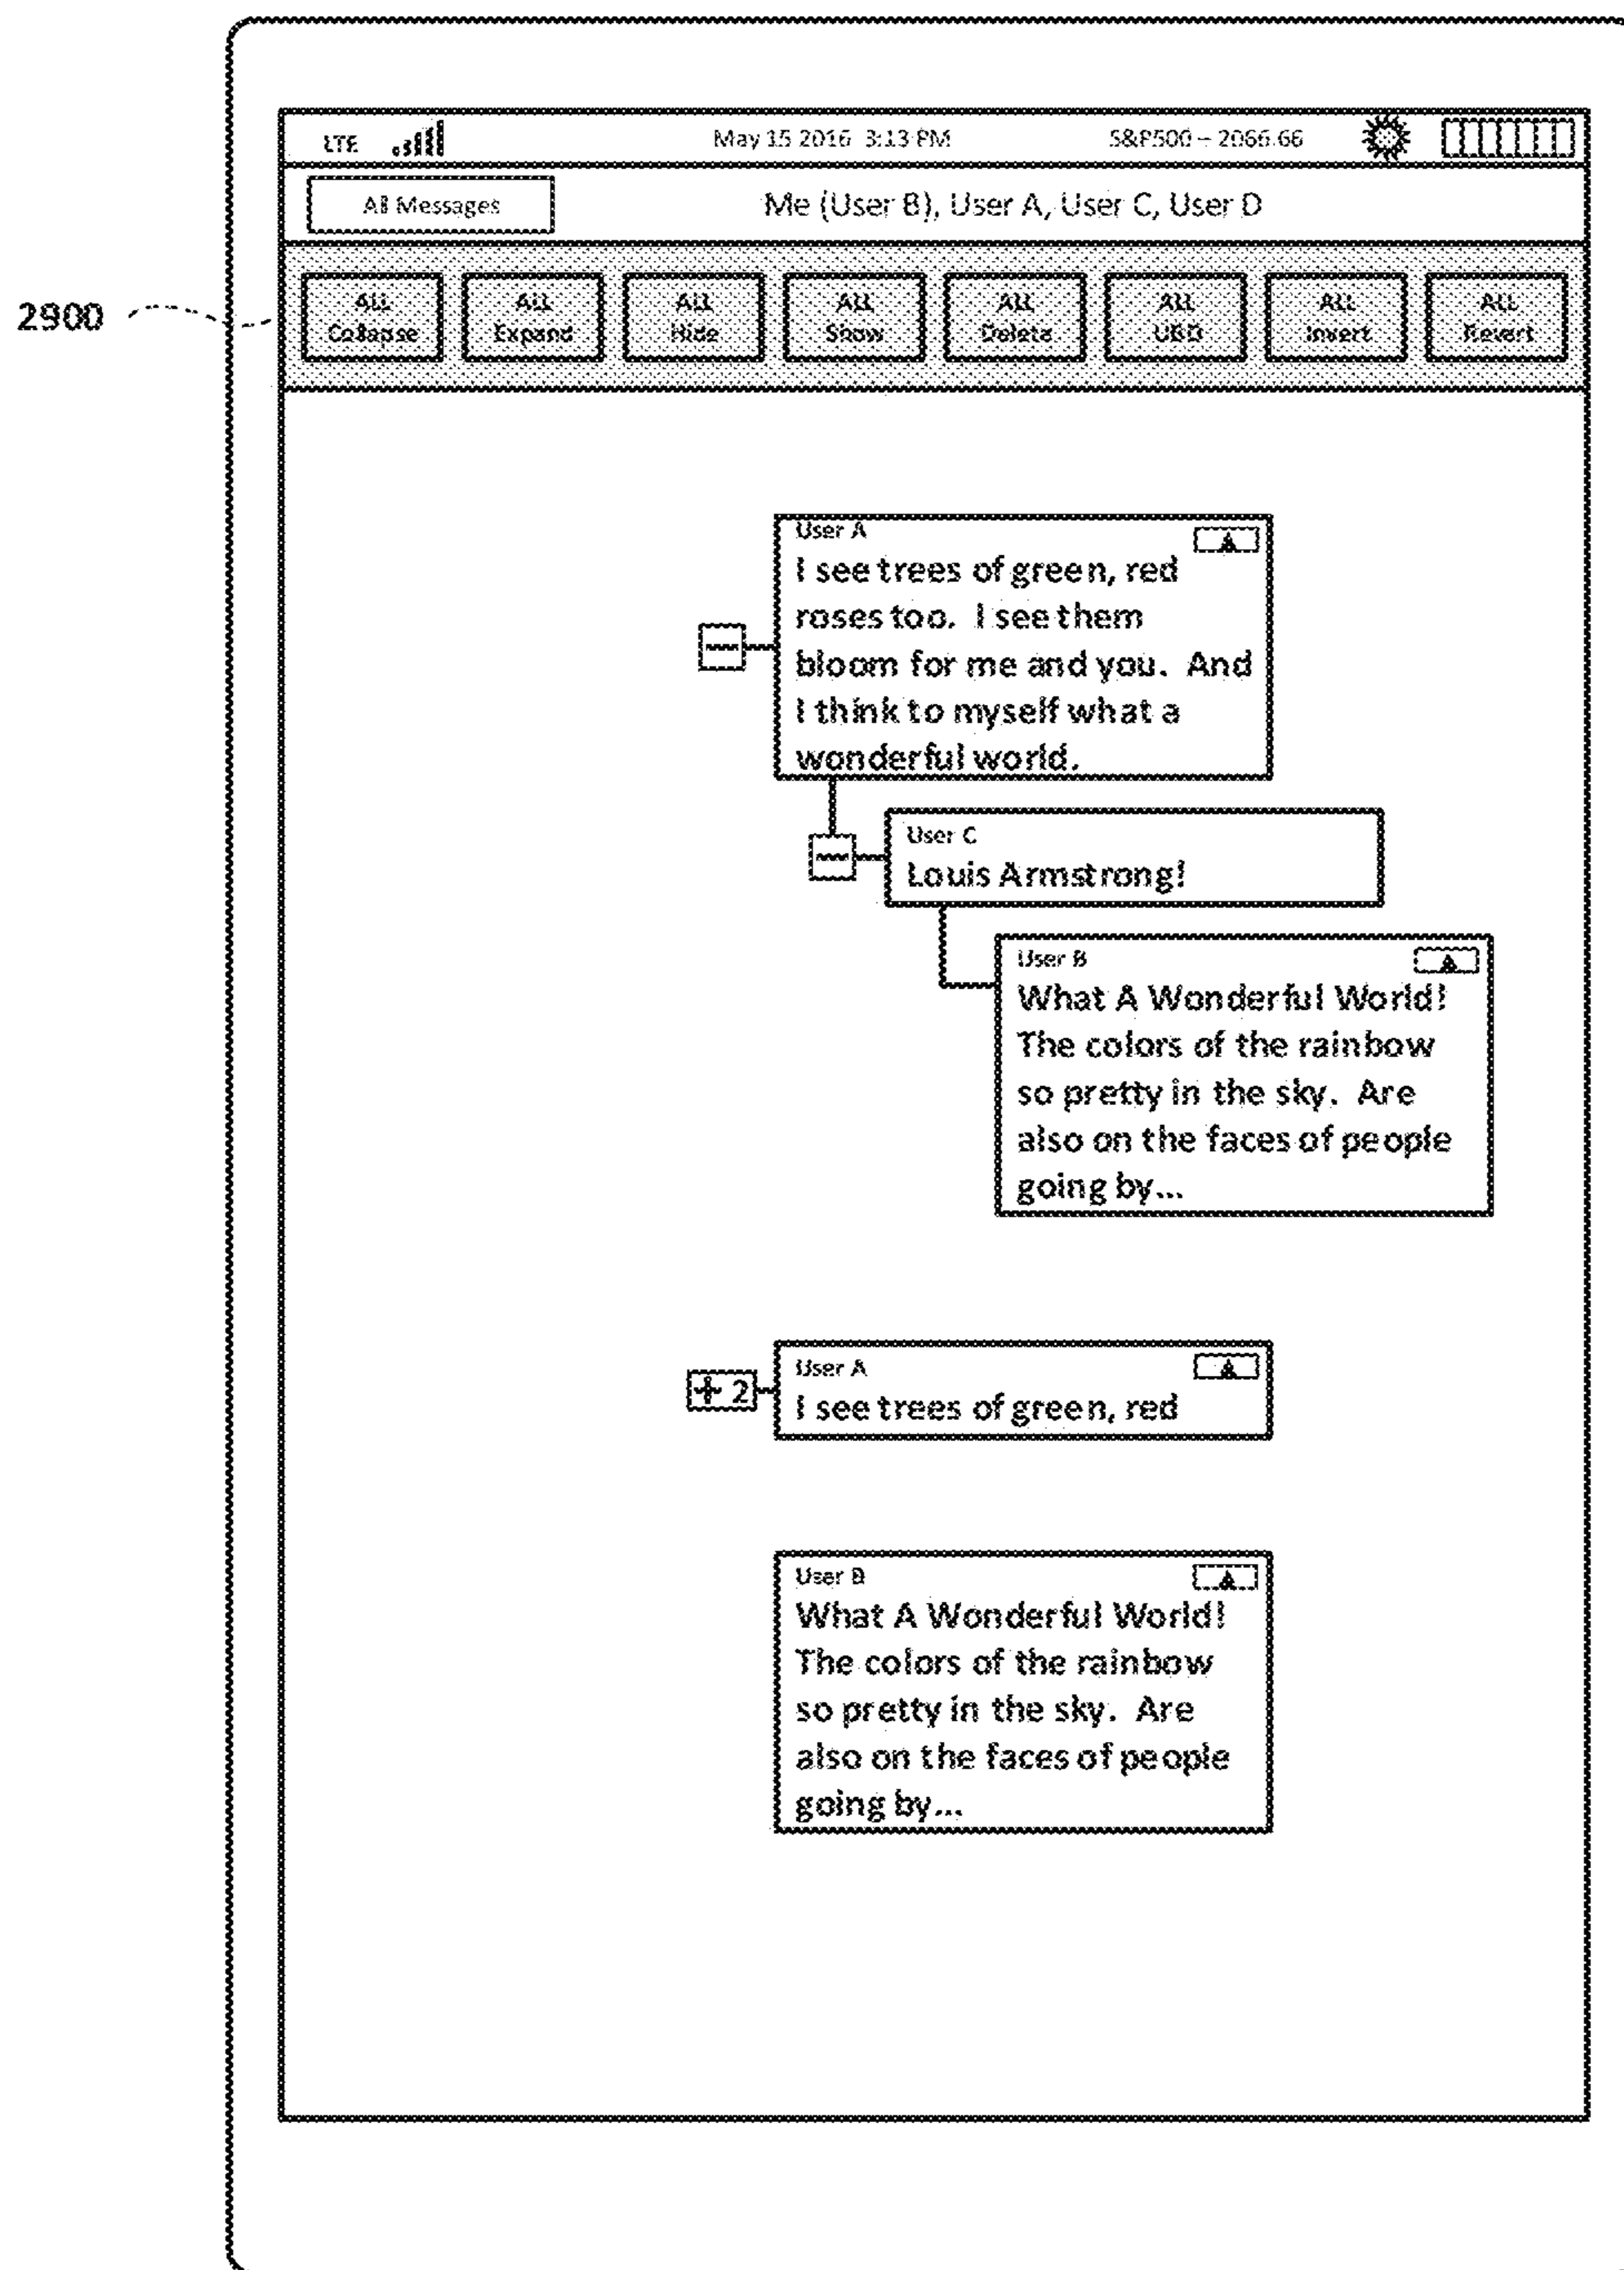 LTE May 15 2016 3:13 PM S&P500 – 2066.66
All Messages Me (User B), User A, User C, User D
2900
ALL Collapse
ALL Expand
ALL Hide
ALL Show
ALL Delete
ALL UBD
ALL Invert
ALL Revert
User A
I see trees of green, red
roses too. I see them
bloom for me and you. And
I think to myself what a
wonderful world.
User C
Louis Armstrong!
User B
What A Wonderful World!
The colors of the rainbow
so pretty in the sky. Are
also on the faces of people
going by...
+ 2
User A
I see trees of green, red
User B
What A Wonderful World!
The colors of the rainbow
so pretty in the sky. Are
also on the faces of people
going by...